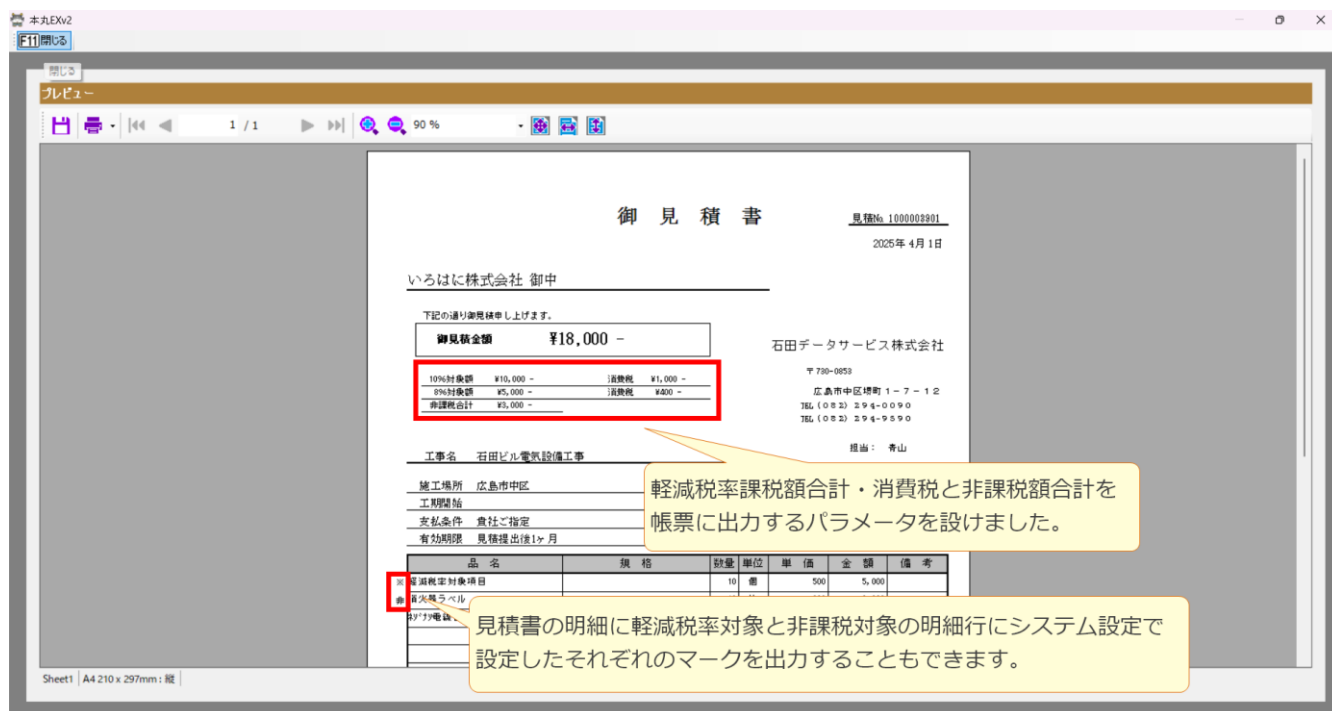 本丸EXv2
F11閉じる
閉じる
プレビュー
1 / 1
90 %
御 見 積 書
見積No. 1000003901
2025年 4月 1日
いろはに株式会社 御中
下記の通り御見積申し上げます。
御見積金額 ¥18,000 −
石田データサービス株式会社
〒730-0853
広島市中区堺町1-7-12
TEL (082) 294-0090
TEL (082) 294-9590
10%対象額 ¥10,000 − 消費税 ¥1,000 −
8%対象額 ¥5,000 − 消費税 ¥400 −
非課税合計 ¥3,000 −
担当: 青山
工事名 石田ビル電気設備工事
施工場所 広島市中区
工期開始
支払条件 貴社ご指定
有効期限 見積提出後1ヶ月
軽減税率課税額合計・消費税と非課税額合計を
帳票に出力するパラメータを設けました。
品 名 規 格 数量 単位 単 価 金 額 備 考
※ 軽減税率対象項目 10 個 500 5,000
非 消火器ラベル
見積書の明細に軽減税率対象と非課税対象の明細行にシステム設定で
設定したそれぞれのマークを出力することもできます。
Sheet1 A4 210 x 297mm : 縦